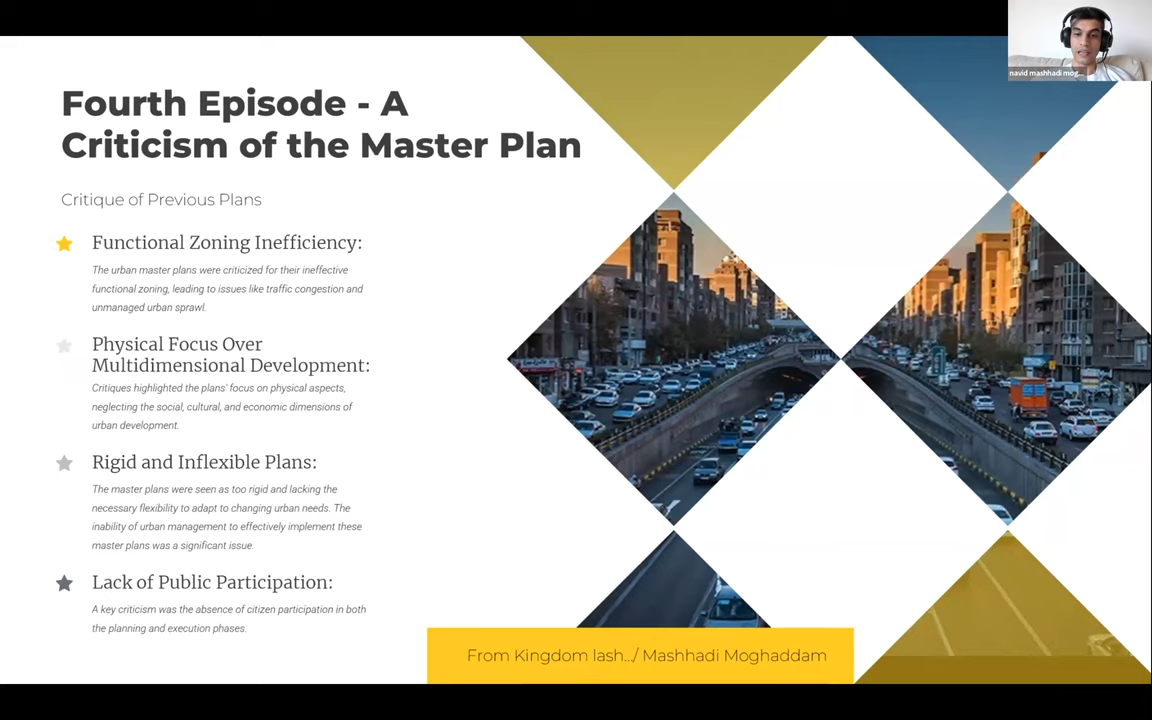 navid mashhadi mog...
Fourth Episode - A
Criticism of the Master Plan
Critique of Previous Plans
Functional Zoning Inefficiency:
The urban master plans were criticized for their ineffective
functional zoning, leading to issues like traffic congestion and
unmanaged urban sprawl.
Physical Focus Over
Multidimensional Development:
Critiques highlighted the plans' focus on physical aspects,
neglecting the social, cultural, and economic dimensions of
urban development.
Rigid and Inflexible Plans:
The master plans were seen as too rigid and lacking the
necessary flexibility to adapt to changing urban needs. The
inability of urban management to effectively implement these
master plans was a significant issue.
Lack of Public Participation:
A key criticism was the absence of citizen participation in both
the planning and execution phases.
From Kingdom lash.../ Mashhadi Moghaddam